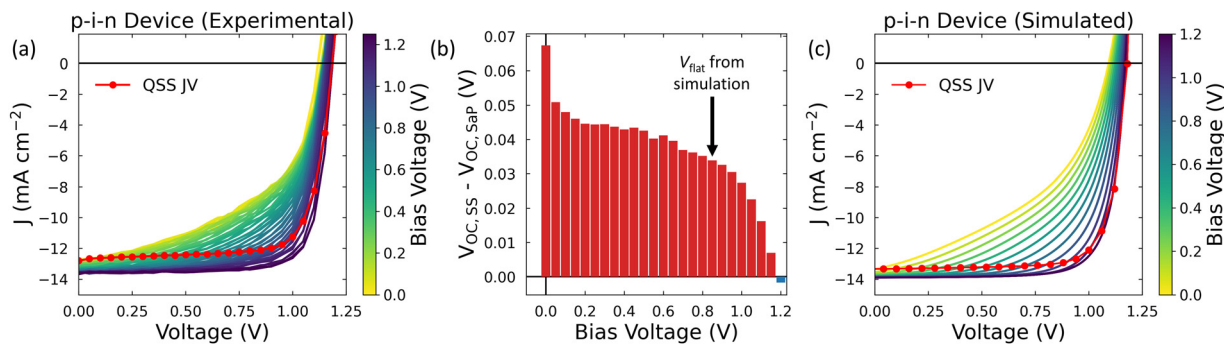 p-i-n Device (Experimental)
(a)
0
−2
−4
−6
−8
−10
−12
−14
J (mA cm⁻²)
QSS JV
0.00 0.25 0.50 0.75 1.00 1.25
Voltage (V)
1.2
1.0
0.8
0.6
0.4
0.2
0.0
Bias Voltage (V)
(b)
0.07
0.06
0.05
0.04
0.03
0.02
0.01
0.00
V_OC, SS - V_OC, SaP (V)
V_flat from
simulation
0.0 0.2 0.4 0.6 0.8 1.0 1.2
Bias Voltage (V)
p-i-n Device (Simulated)
(c)
0
−2
−4
−6
−8
−10
−12
−14
J (mA cm⁻²)
QSS JV
0.00 0.25 0.50 0.75 1.00 1.25
Voltage (V)
1.2
1.0
0.8
0.6
0.4
0.2
0.0
Bias Voltage (V)